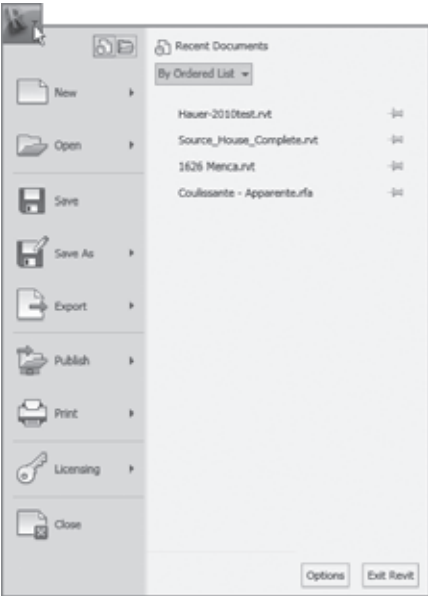 Recent Documents
By Ordered List
Hauer-2010test.rvt
Source_House_Complete.rvt
1626 Menca.rvt
Coulissante - Apparente.rfa
New
Open
Save
Save As
Export
Publish
Print
Licensing
Close
Options
Exit Revit